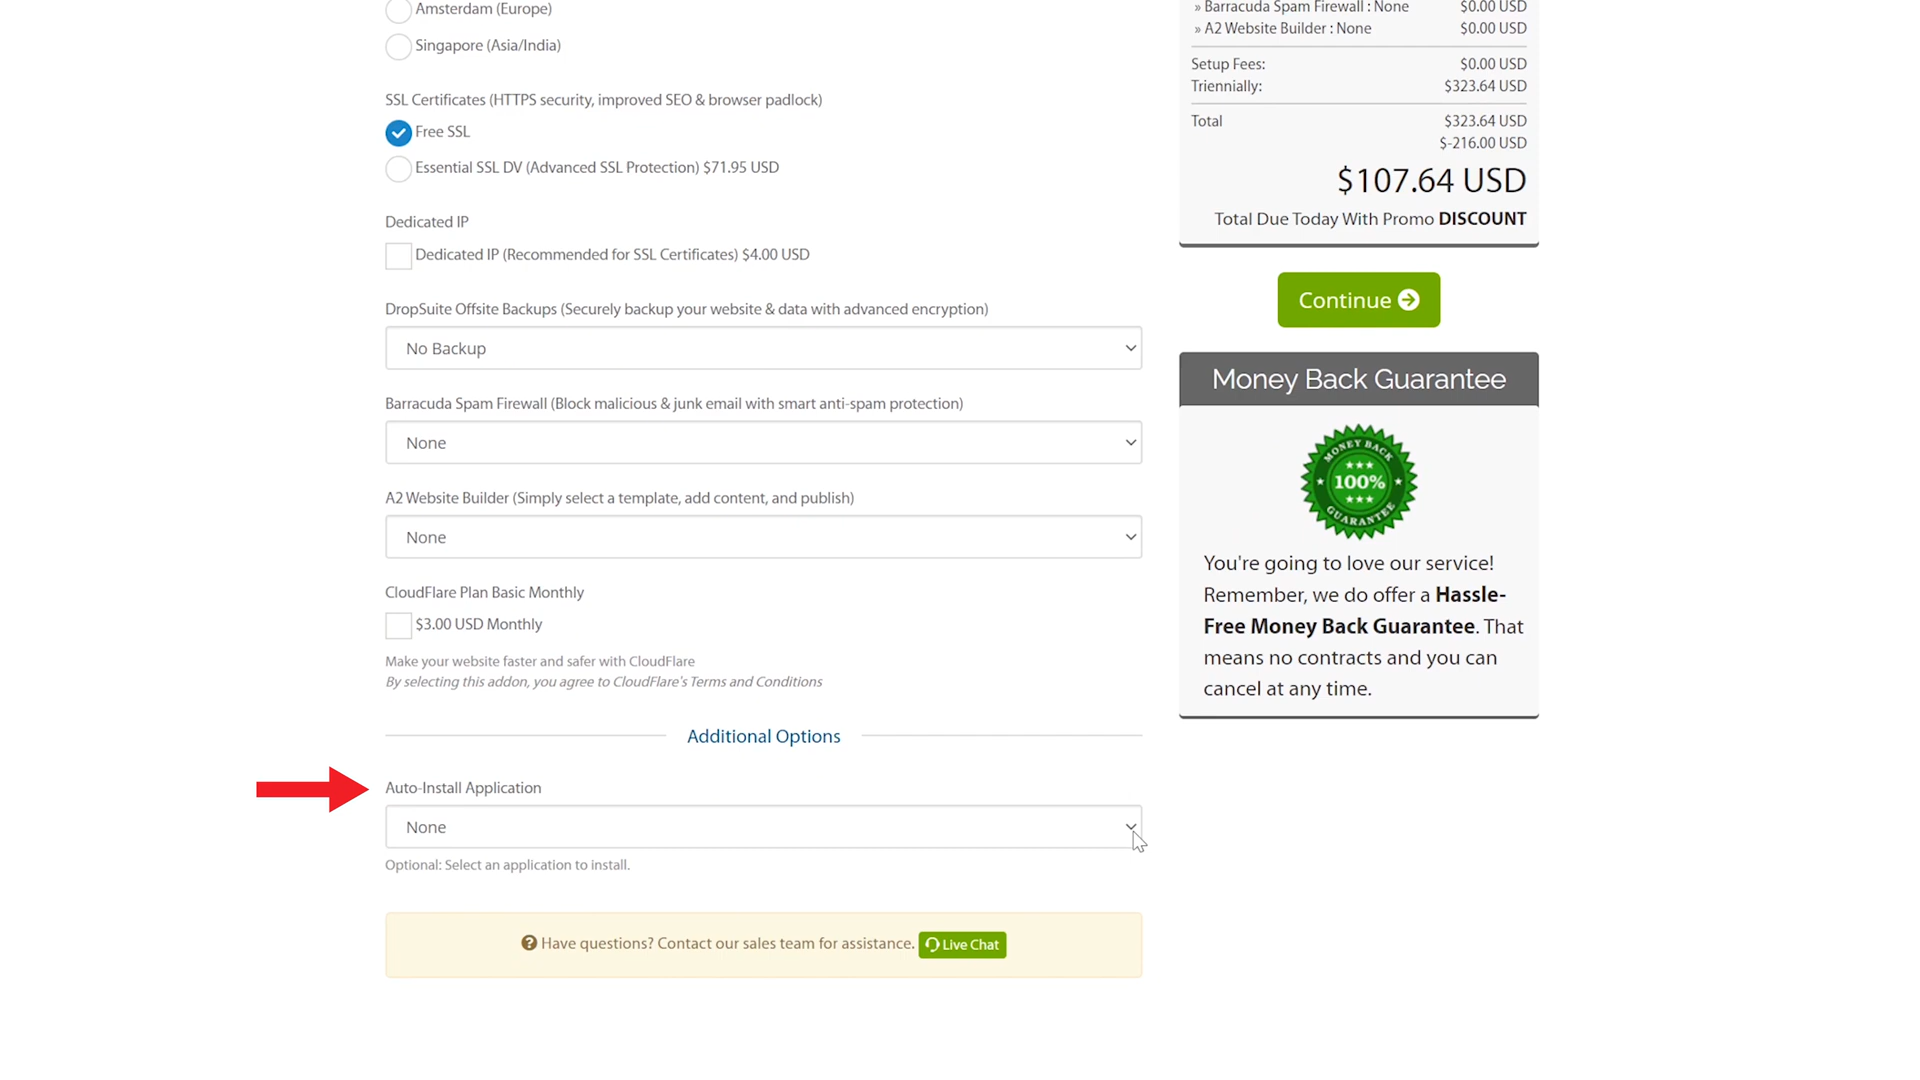 Amsterdam (Europe)
Singapore (Asia/India)
SSL Certificates (HTTPS security, improved SEO & browser padlock)
Free SSL
Essential SSL DV (Advanced SSL Protection) $71.95 USD
Dedicated IP
Dedicated IP (Recommended for SSL Certificates) $4.00 USD
DropSuite Offsite Backups (Securely backup your website & data with advanced encryption)
No Backup
Barracuda Spam Firewall (Block malicious & junk email with smart anti-spam protection)
None
A2 Website Builder (Simply select a template, add content, and publish)
None
CloudFlare Plan Basic Monthly
$3.00 USD Monthly
Make your website faster and safer with CloudFlare
By selecting this addon, you agree to CloudFlare's Terms and Conditions
Additional Options
Auto-Install Application
None
Optional: Select an application to install.
Have questions? Contact our sales team for assistance. Live Chat
» Barracuda Spam Firewall : None $0.00 USD
» A2 Website Builder : None $0.00 USD
Setup Fees: $0.00 USD
Triennially: $323.64 USD
Total $323.64 USD
$-216.00 USD
$107.64 USD
Total Due Today With Promo DISCOUNT
Continue
Money Back Guarantee
MONEY BACK
100%
GUARANTEE
You're going to love our service!
Remember, we do offer a Hassle-
Free Money Back Guarantee. That
means no contracts and you can
cancel at any time.